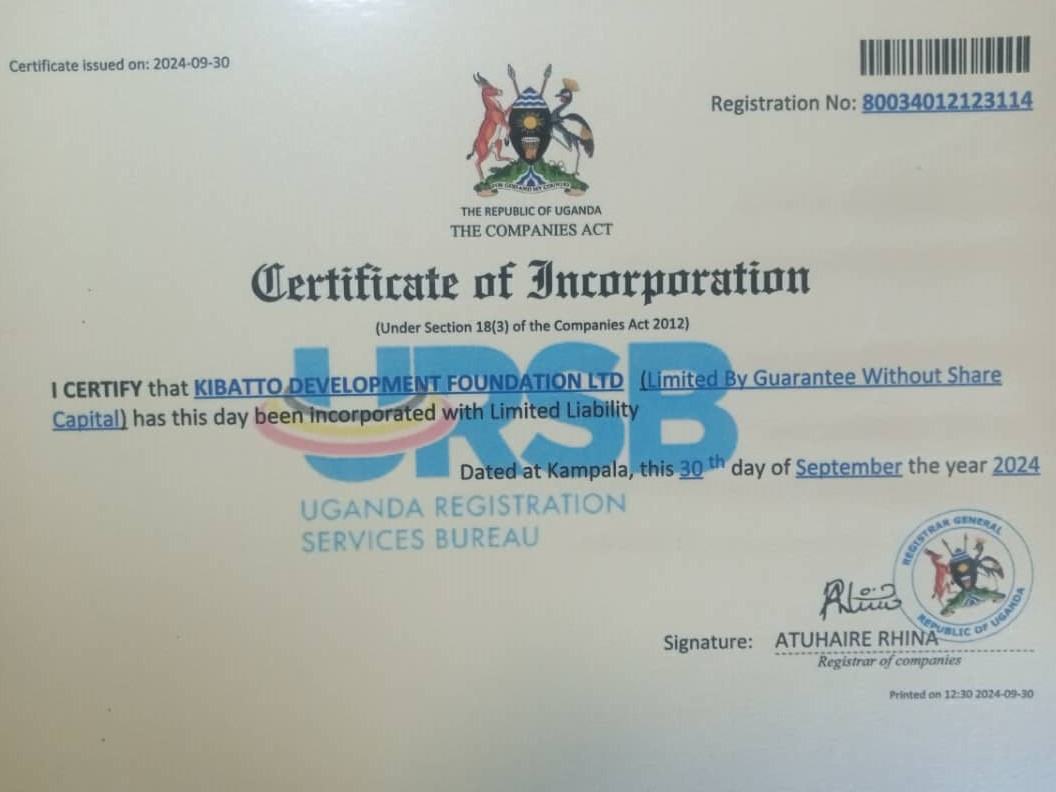 Certificate issued on: 2024-09-30
Registration No: 80034012123114
FOR GOD AND MY COUNTRY
THE REPUBLIC OF UGANDA
THE COMPANIES ACT
Certificate of Incorporation
(Under Section 18(3) of the Companies Act 2012)
URSB
I CERTIFY that KIBATTO DEVELOPMENT FOUNDATION LTD (Limited By Guarantee Without Share
Capital) has this day been incorporated with Limited Liability
Dated at Kampala, this 30 th day of September the year 2024
UGANDA REGISTRATION
SERVICES BUREAU
REGISTRAR GENERAL
REPUBLIC OF UGANDA
Signature: ATUHAIRE RHINA
Registrar of companies
Printed on 12:30 2024-09-30